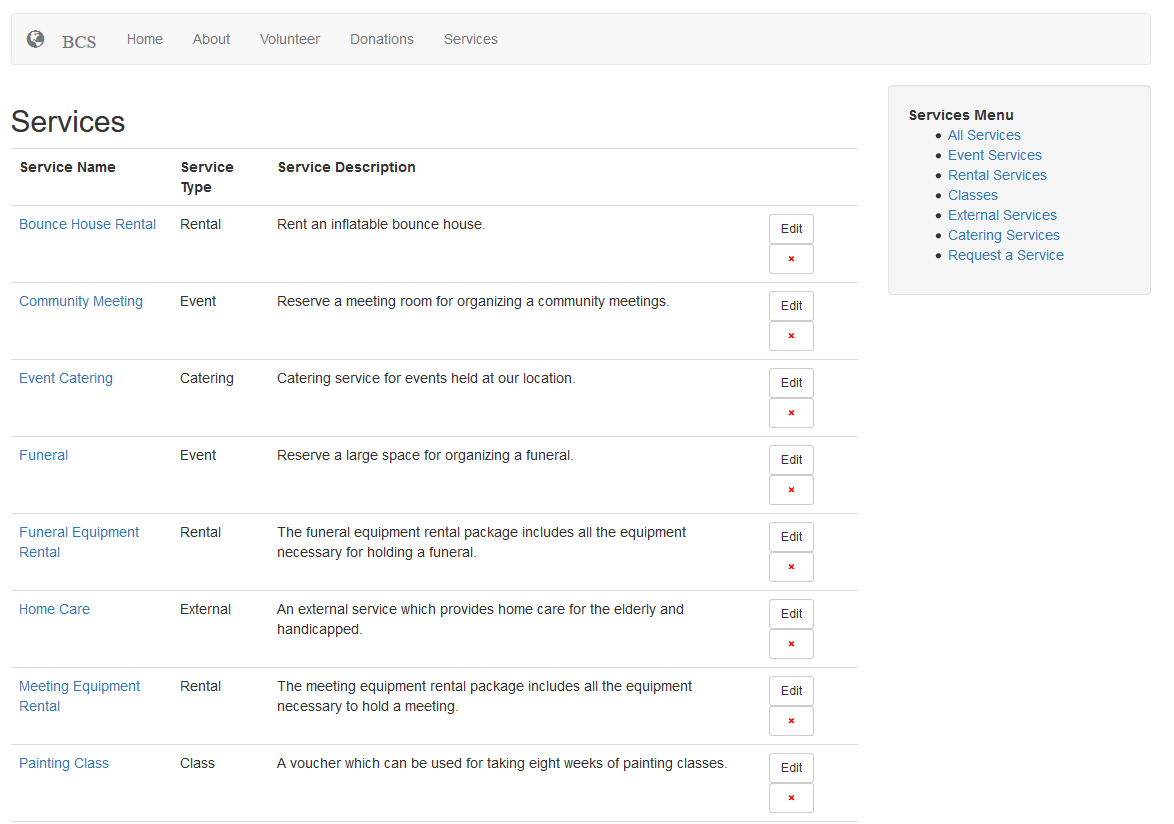 BCS Home About Volunteer Donations Services
Services
Service Name Service Type Service Description
Bounce House Rental Rental Rent an inflatable bounce house. Edit
×
Community Meeting Event Reserve a meeting room for organizing a community meetings. Edit
×
Event Catering Catering Catering service for events held at our location. Edit
×
Funeral Event Reserve a large space for organizing a funeral. Edit
×
Funeral Equipment Rental The funeral equipment rental package includes all the equipment Edit
Rental necessary for holding a funeral.
×
Home Care External An external service which provides home care for the elderly and Edit
handicapped.
×
Meeting Equipment Rental The meeting equipment rental package includes all the equipment Edit
Rental necessary to hold a meeting.
×
Painting Class Class A voucher which can be used for taking eight weeks of painting classes. Edit
×
Services Menu
All Services
Event Services
Rental Services
Classes
External Services
Catering Services
Request a Service